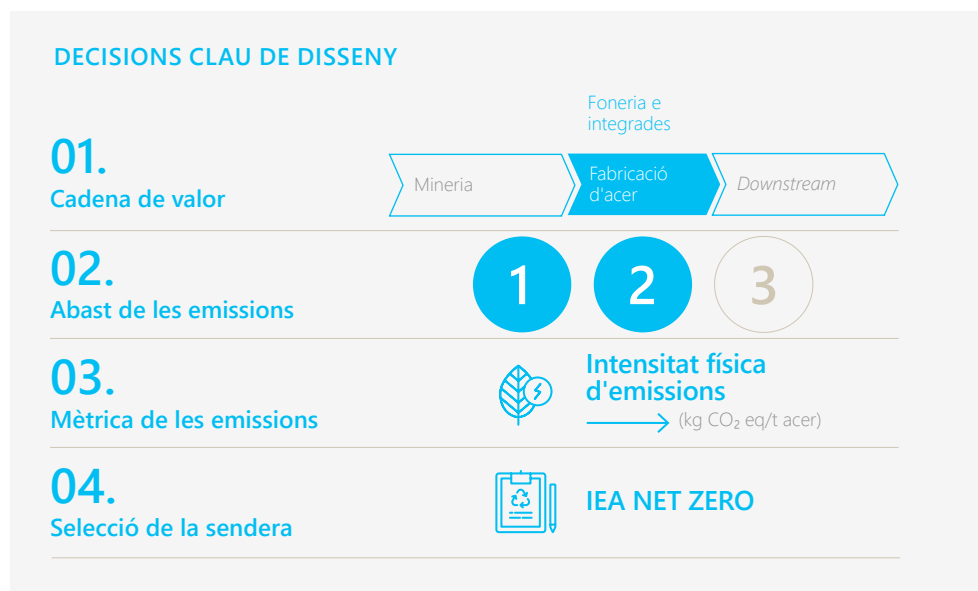 DECISIONS CLAU DE DISSENY
Foneria e
integrades
01.
Cadena de valor
Mineria
Fabricació
d'acer
Downstream
02.
Abast de les emissions
1
2
3
03.
Mètrica de les emissions
Intensitat física
d'emissions
(kg CO₂ eq/t acer)
04.
Selecció de la sendera
IEA NET ZERO